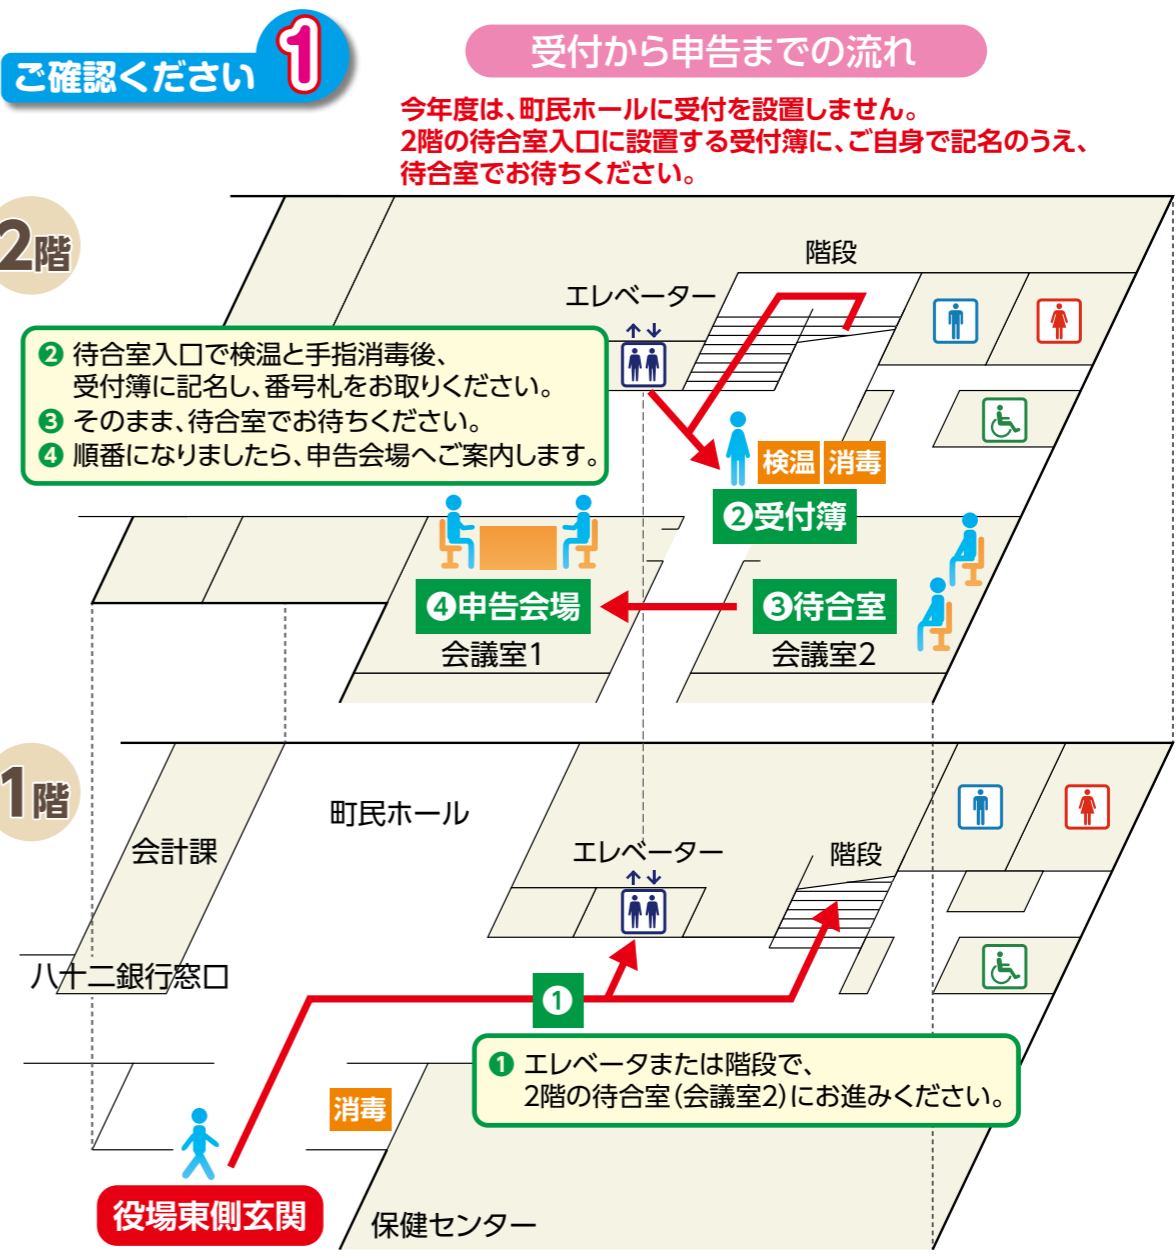 ご確認ください 1
受付から申告までの流れ
今年度は、町民ホールに受付を設置しません。
2階の待合室入口に設置する受付簿に、ご自身で記名のうえ、
待合室でお待ちください。
2階
階段
エレベーター
❷ 待合室入口で検温と手指消毒後、
受付簿に記名し、番号札をお取りください。
❸ そのまま、待合室でお待ちください。
❹ 順番になりましたら、申告会場へご案内します。
検温 消毒
❷受付簿
❹申告会場
❸待合室
会議室1
会議室2
1階
町民ホール
会計課
エレベーター
階段
八十二銀行窓口
❶
❶ エレベータまたは階段で、
2階の待合室(会議室2)にお進みください。
消毒
役場東側玄関
保健センター